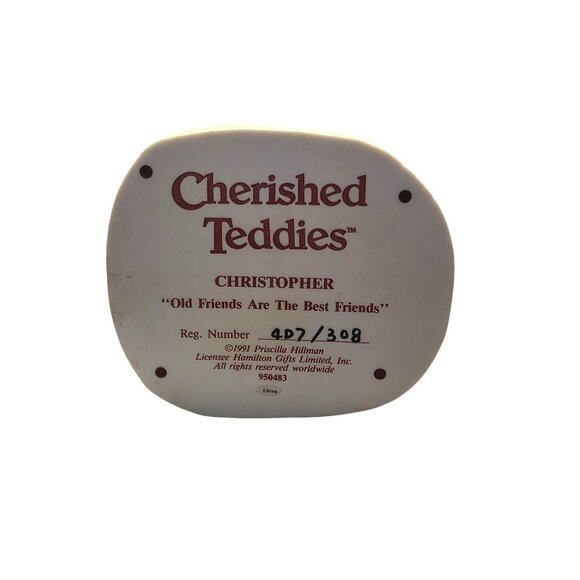 Cherished
Teddies™
CHRISTOPHER
"Old Friends Are The Best Friends"
Reg. Number 4D7/308
©1991 Priscilla Hillman
Licensee Hamilton Gifts Limited, Inc.
All rights reserved worldwide
950483
China